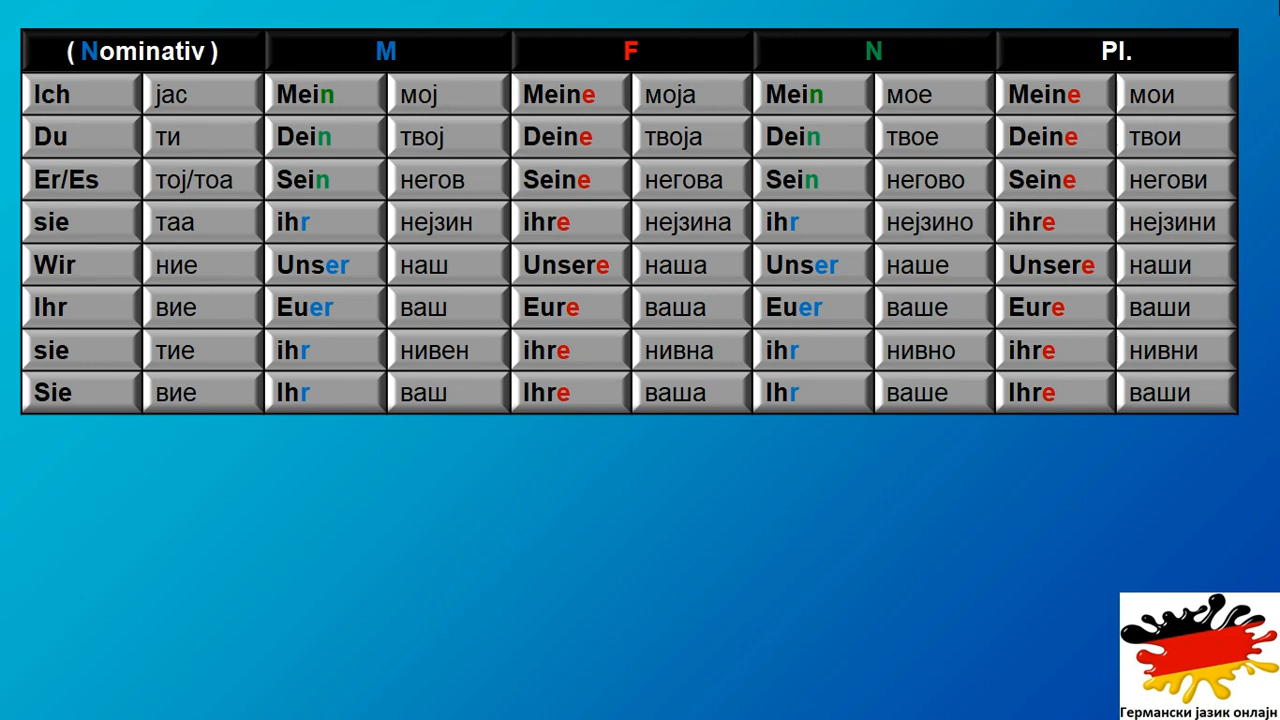 ( Nominativ ) M F N Pl.
Ich јас Mein мој Meine моја Mein мое Meine мои
Du ти Dein твој Deine твоја Dein твое Deine твои
Er/Es тој/тоа Sein негов Seine негова Sein негово Seine негови
sie таа ihr нејзин ihre нејзина ihr нејзино ihre нејзини
Wir ние Unser наш Unsere наша Unser наше Unsere наши
Ihr вие Euer ваш Eure ваша Euer ваше Eure ваши
sie тие ihr нивен ihre нивна ihr нивно ihre нивни
Sie вие Ihr ваш Ihre ваша Ihr ваше Ihre ваши
Германски јазик онлајн